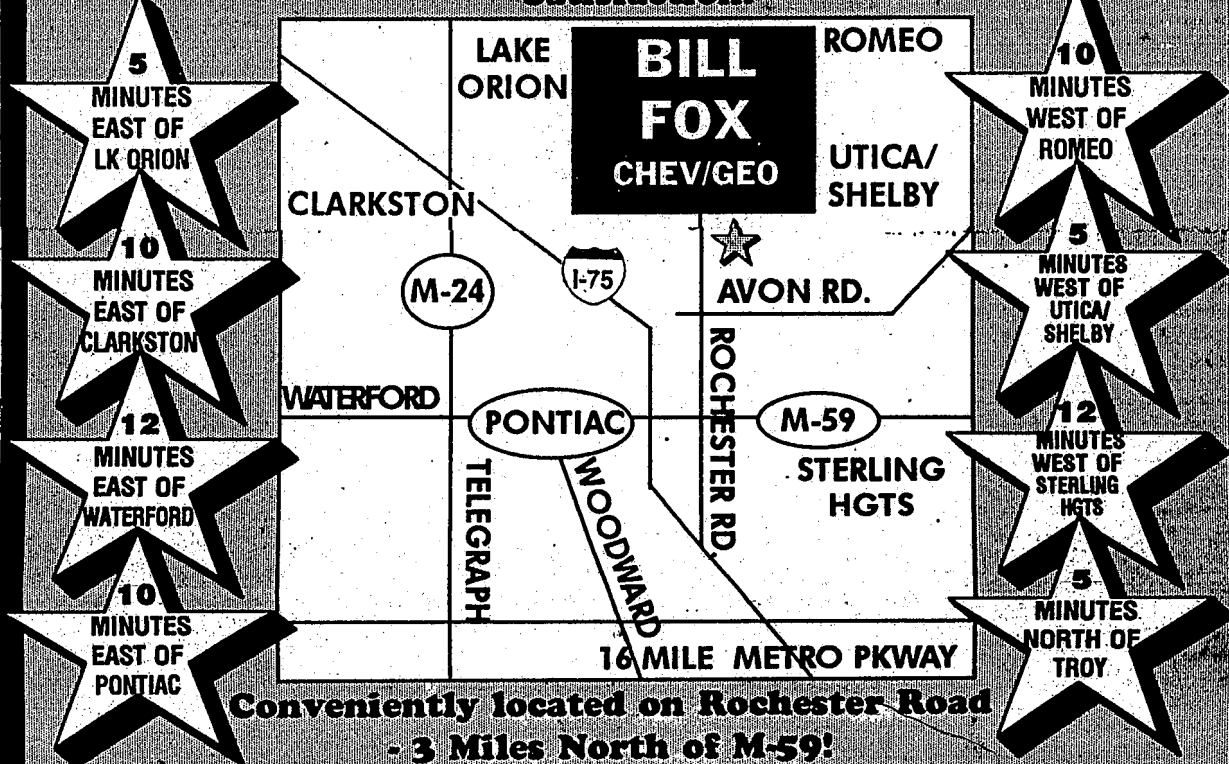 5
MINUTES
EAST OF
LK ORION
10
MINUTES
EAST OF
CLARKSTON
12
MINUTES
EAST OF
WATERFORD
10
MINUTES
EAST OF
PONTIAC
LAKE
ORION
BILL
FOX
CHEV/GEO
ROMEO
UTICA/
SHELBY
CLARKSTON
M-24
I-75
AVON RD.
WATERFORD
PONTIAC
M-59
ROCHESTER RD.
STERLING
HGTS
TELEGRAPH
WOODWARD
16 MILE METRO PKWAY
10
MINUTES
WEST OF
ROMEO
5
MINUTES
WEST OF
UTICA/
SHELBY
12
MINUTES
WEST OF
STERLING
HGTS
5
MINUTES
NORTH OF
TROY
Conveniently located on Rochester Road
- 3 Miles North of M-59!